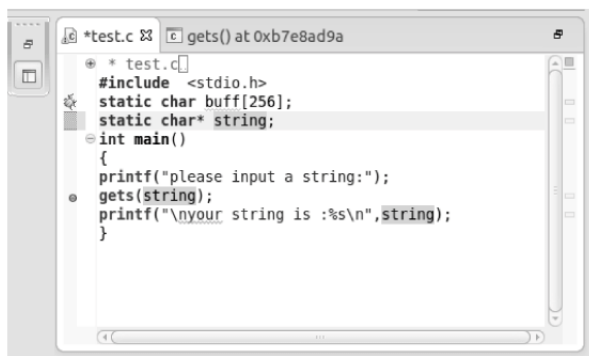 *test.c gets() at 0xb7e8ad9a
* test.c
#include <stdio.h>
static char buff[256];
static char* string;
int main()
{
printf("please input a string:");
gets(string);
printf("\nyour string is :%s\n",string);
}